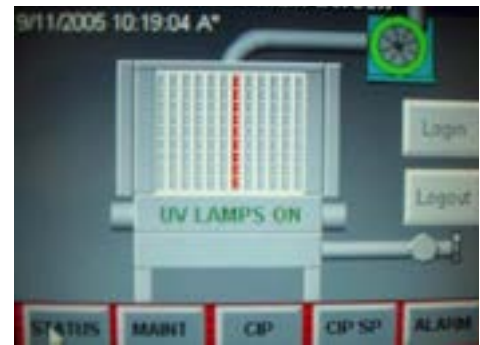 9/11/2005 10:19:04 A*
Login
Logout
UV LAMPS ON
STATUS MAINT CIP CIP SP ALARM